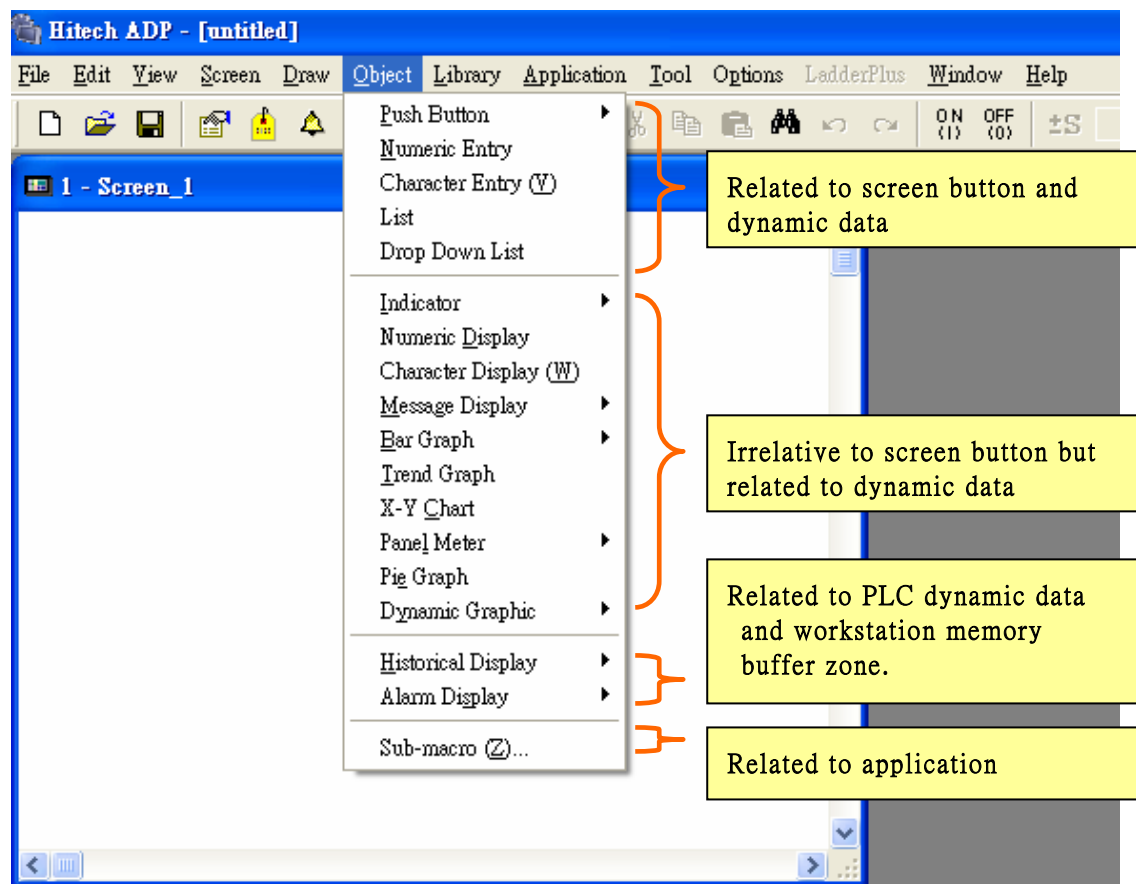 Hitech ADP - [untitled]
File Edit View Screen Draw Object Library Application Tool Options LadderPlus Window Help
ON (1) OFF (0) ±S
1 - Screen_1
Push Button
Numeric Entry
Character Entry (V)
List
Drop Down List
Related to screen button and
dynamic data
Indicator
Numeric Display
Character Display (W)
Message Display
Bar Graph
Trend Graph
X-Y Chart
Panel Meter
Pie Graph
Dynamic Graphic
Irrelative to screen button but
related to dynamic data
Historical Display
Alarm Display
Related to PLC dynamic data
and workstation memory
buffer zone.
Sub-macro (Z)...
Related to application